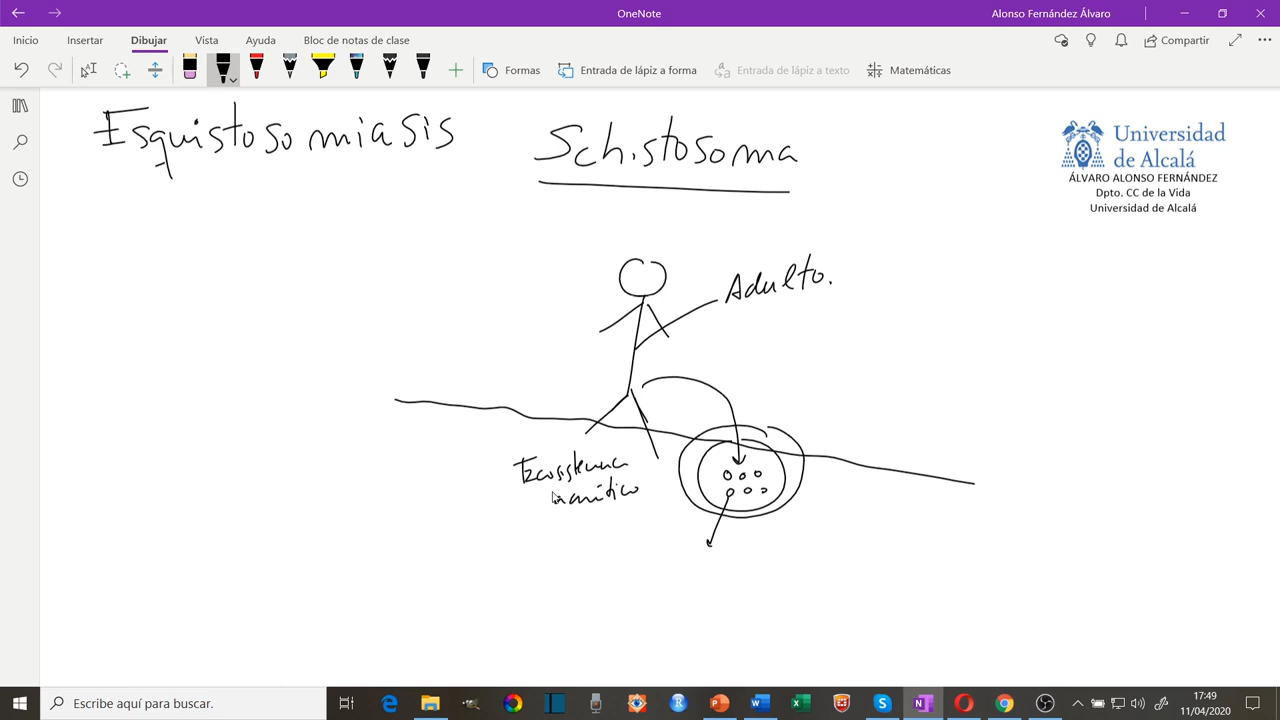 OneNote
Alonso Fernández Álvaro
Inicio
Insertar
Dibujar
Vista
Ayuda
Bloc de notas de clase
Compartir
Formas
Entrada de lápiz a forma
Entrada de lápiz a texto
Matemáticas
Esquistosomiasis
Schistosoma
Universidad
de Alcalá
ÁLVARO ALONSO FERNÁNDEZ
Dpto. CC de la Vida
Universidad de Alcalá
Adulto.
Ecosistema
acuático
Escribe aquí para buscar.
17:49
11/04/2020